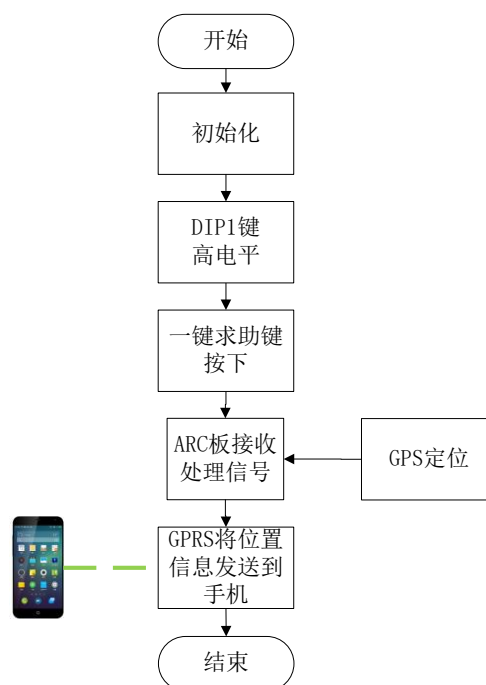 开始
初始化
DIP1键
高电平
一键求助键
按下
ARC板接收
处理信号
GPS定位
GPRS将位置
信息发送到
手机
结束